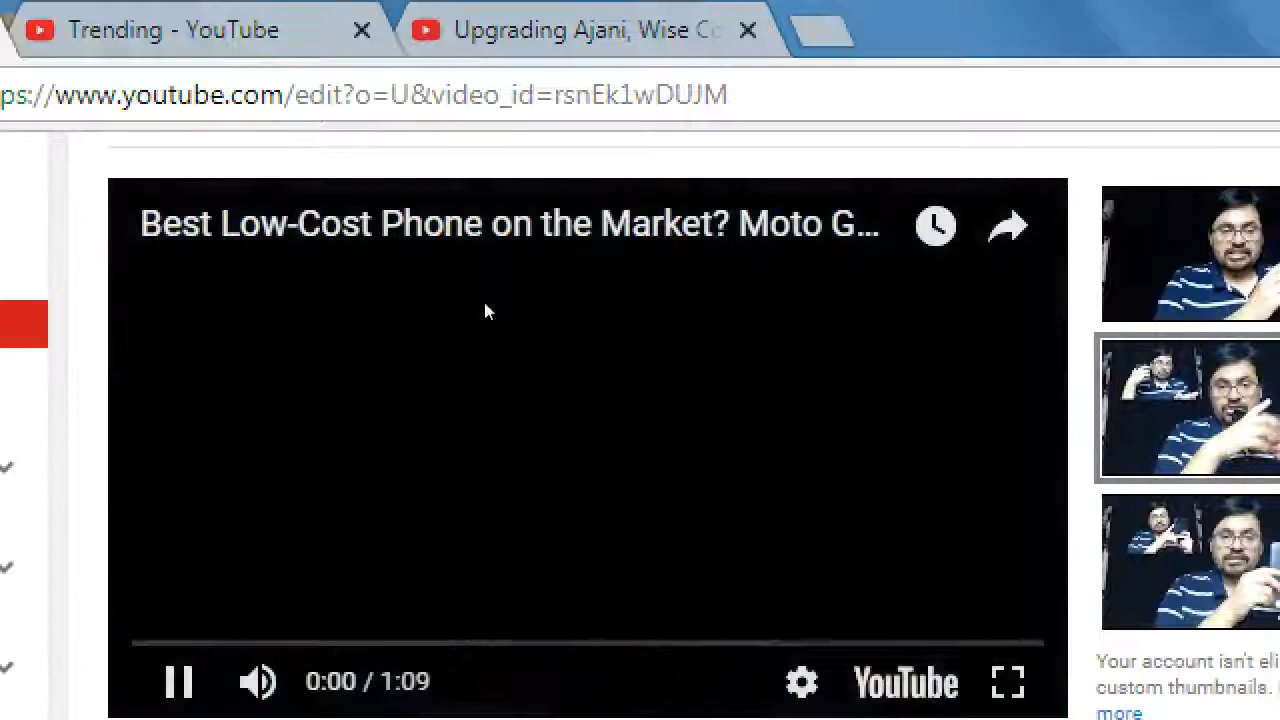 Trending - YouTube
Upgrading Ajani, Wise Co
ps://www.youtube.com/edit?o=U&video_id=rsnEk1wDUJM
Best Low-Cost Phone on the Market? Moto G...
0:00 / 1:09
YouTube
Your account isn't eli
custom thumbnails.
more